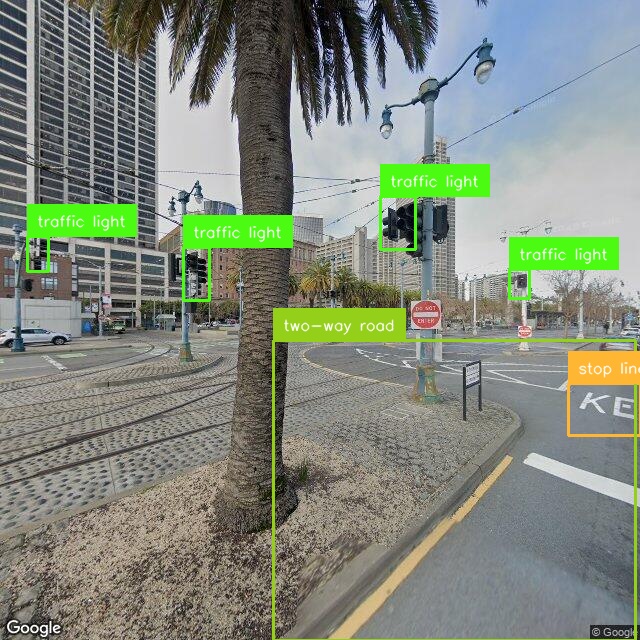 traffic light
traffic light
traffic light
traffic light
DO NOT
ENTER
two-way road
stop line
KE
Google
© Google